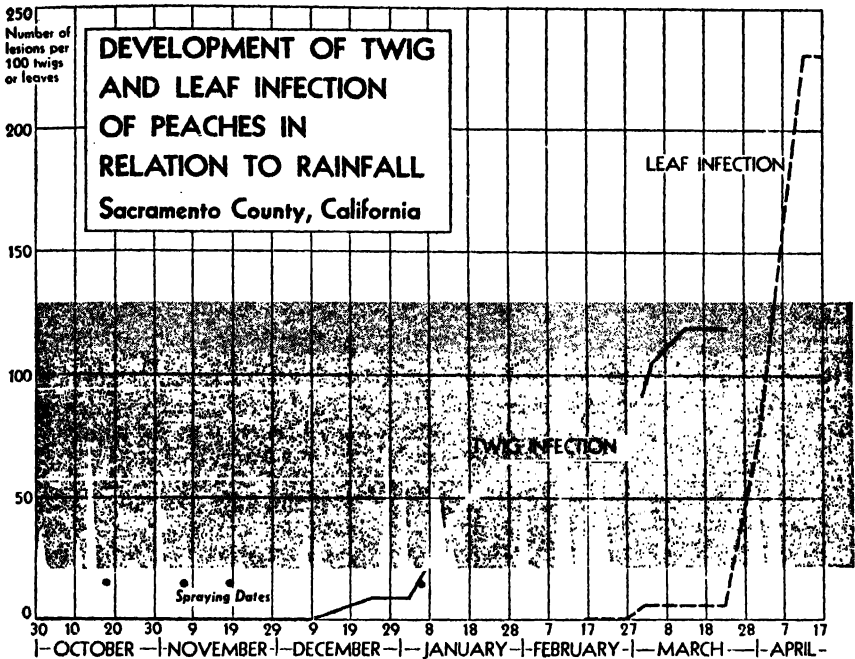 250
Number of
lesions per
100 twigs
or leaves
DEVELOPMENT OF TWIG
AND LEAF INFECTION
OF PEACHES IN
RELATION TO RAINFALL
Sacramento County, California
200
LEAF INFECTION
150
100
TWIG INFECTION
50
Spraying Dates
0
30 10 20 30 9 19 29 9 19 29 8 18 28 7 17 27 8 18 28 7 17
OCTOBER NOVEMBER DECEMBER JANUARY FEBRUARY MARCH APRIL